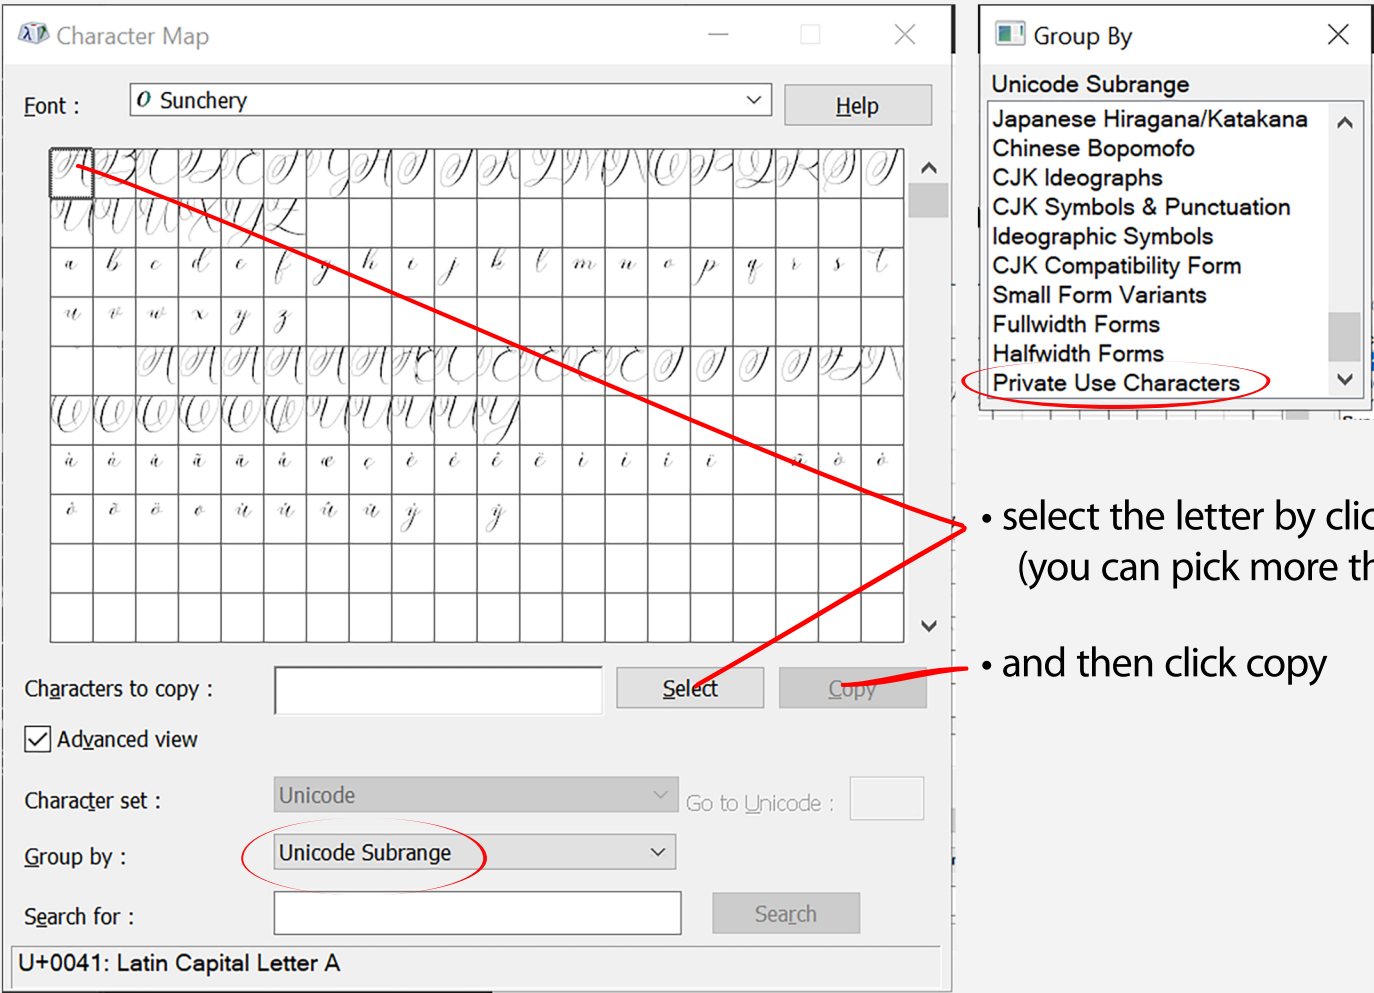 Character Map
Font :
O Sunchery
Help
A B C D E F G H I J K L M N O P Q R S T
U V W X Y Z
a b c d e f g h i j k l m n o p q r s t
u v w x y z
à á â ã ä å æ ç è é ê ë ì í î ï ñ ò ó
ô õ ö ø ù ú û ü ý ÿ
Characters to copy :
Select
Copy
Advanced view
Character set :
Unicode
Go to Unicode :
Group by :
Unicode Subrange
Search for :
Search
U+0041: Latin Capital Letter A
Group By
Unicode Subrange
Japanese Hiragana/Katakana
Chinese Bopomofo
CJK Ideographs
CJK Symbols & Punctuation
Ideographic Symbols
CJK Compatibility Form
Small Form Variants
Fullwidth Forms
Halfwidth Forms
Private Use Characters
• select the letter by clic
(you can pick more th
• and then click copy